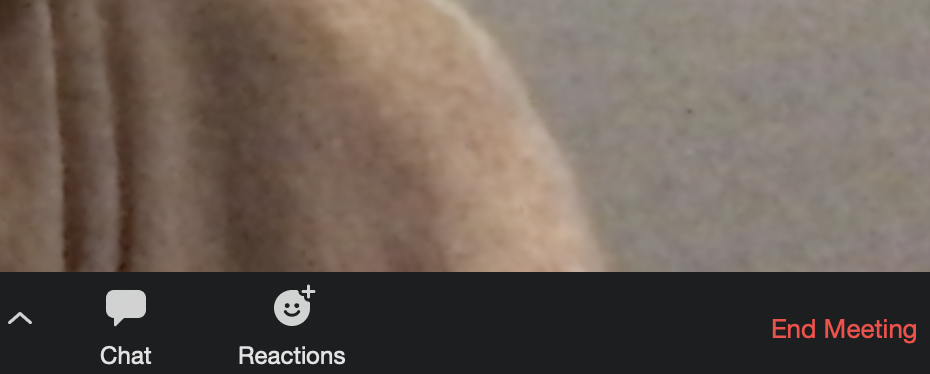 Chat
Reactions
End Meeting